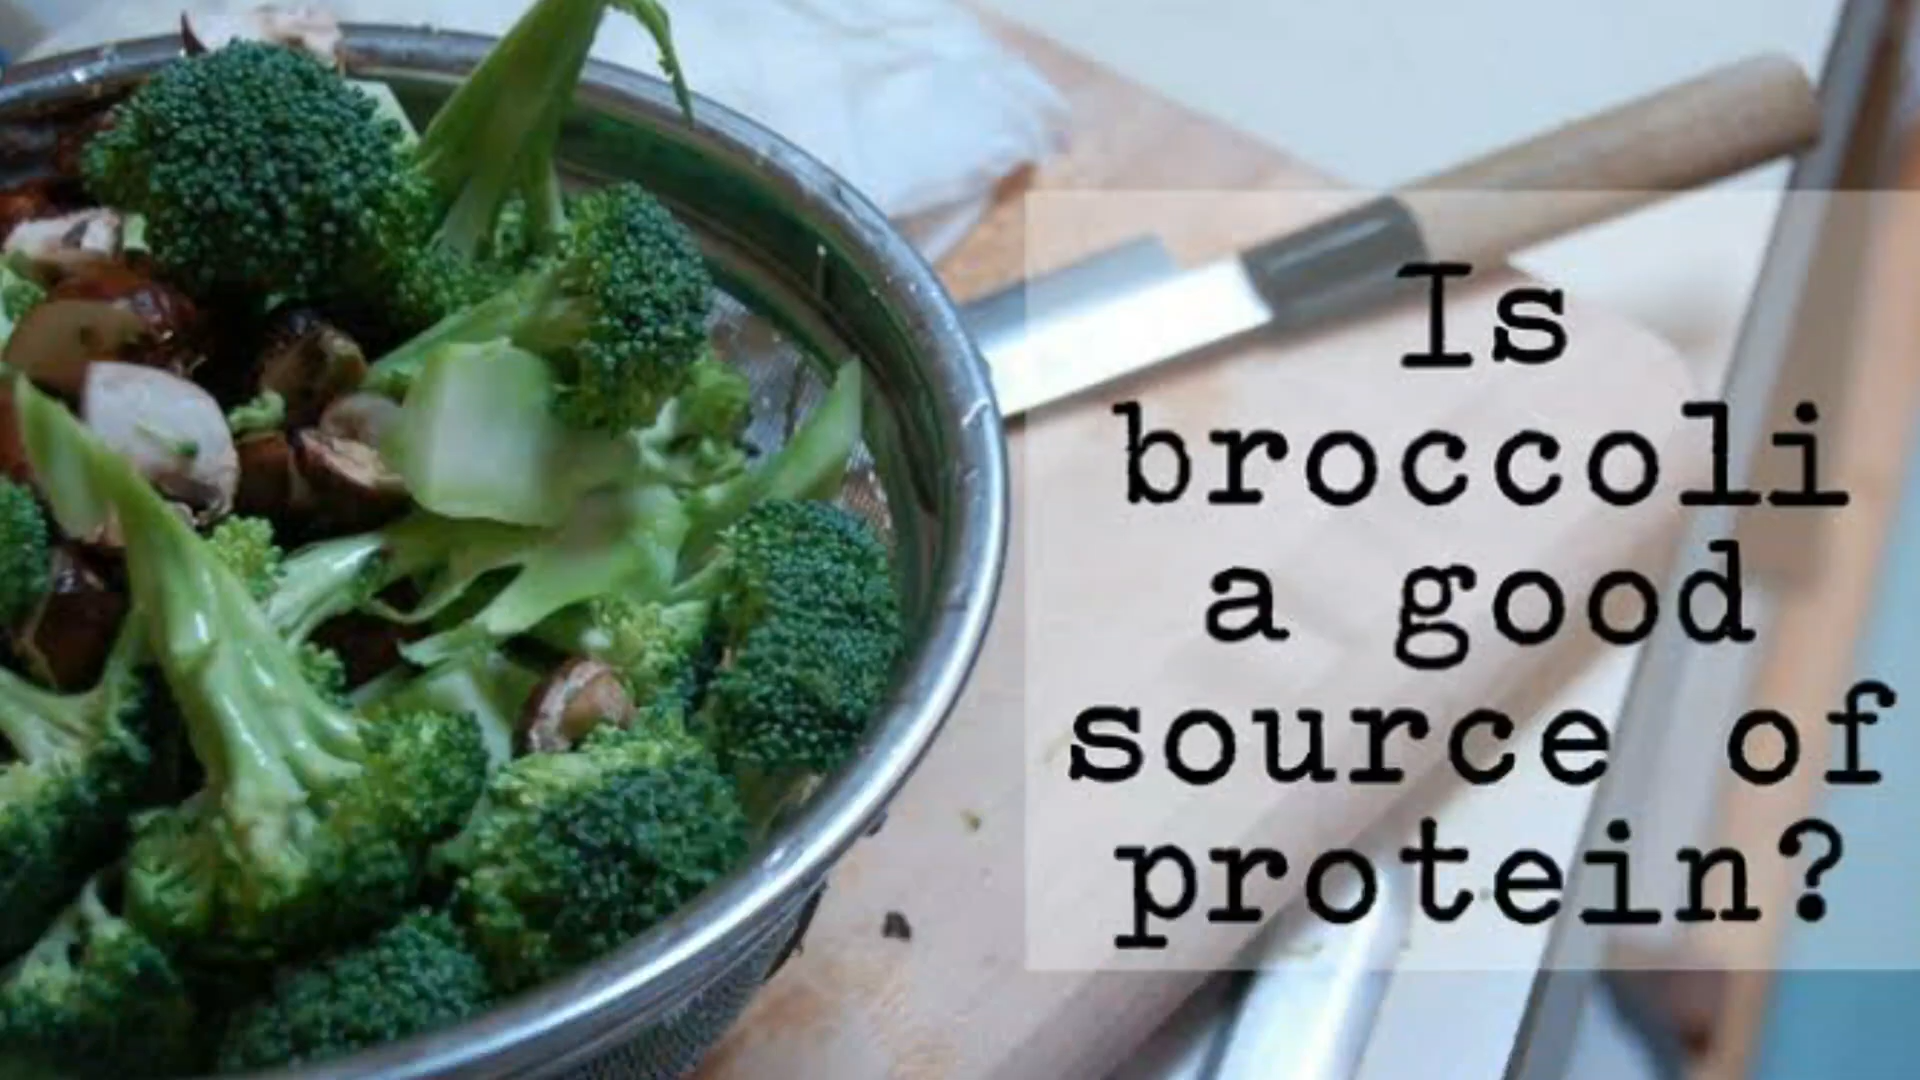 Is
broccoli
a good
source of
protein?